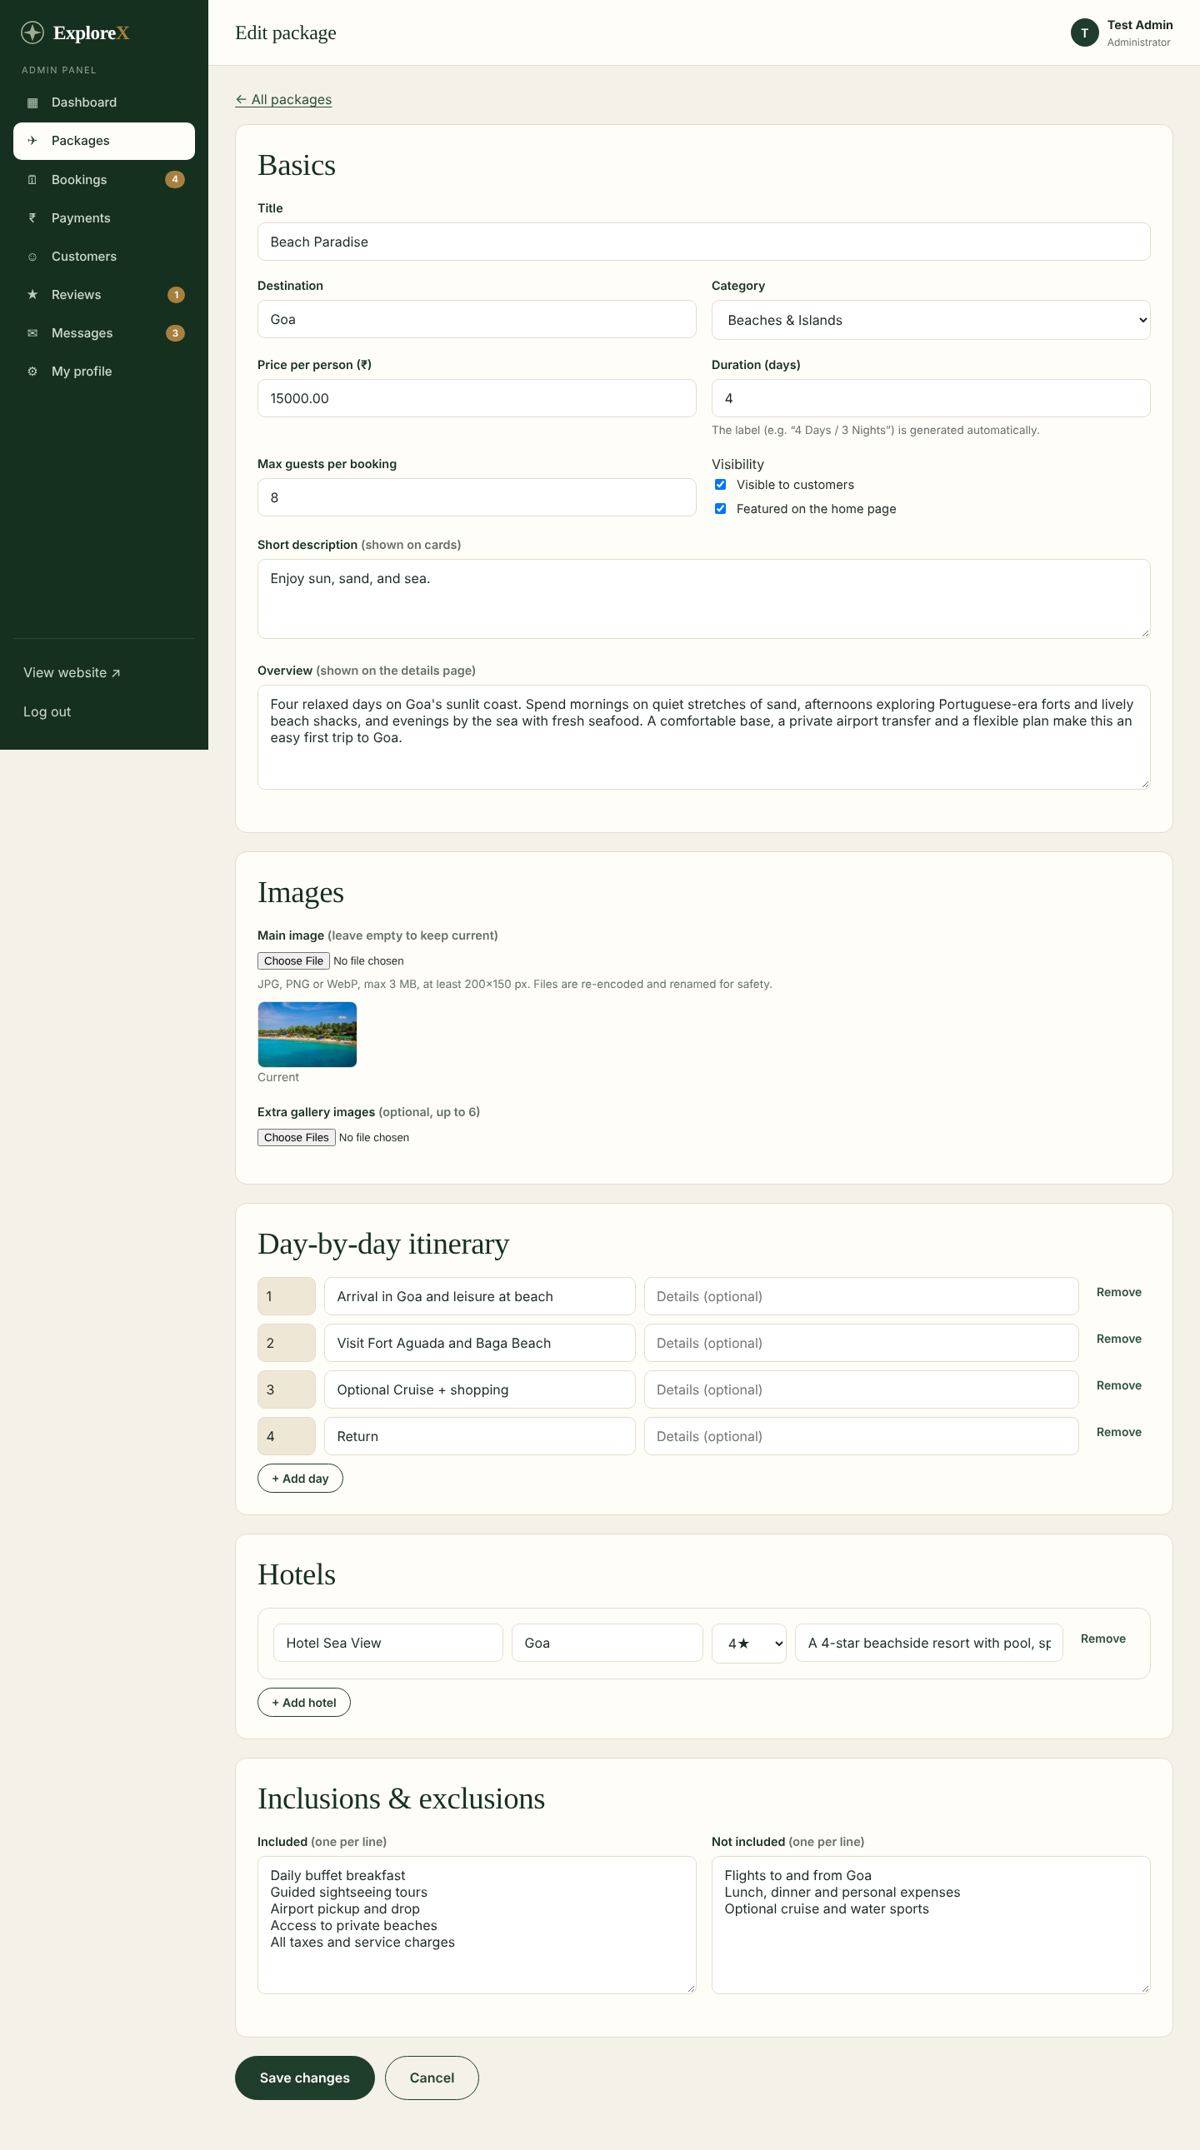 ExploreX
ADMIN PANEL
Dashboard
Packages
Bookings 4
₹ Payments
Customers
Reviews 1
Messages 3
My profile
View website ↗
Log out
Edit package
T
Test Admin
Administrator
← All packages
Basics
Title
Beach Paradise
Destination
Category
Goa
Beaches & Islands
Price per person (₹)
Duration (days)
15000.00
4
The label (e.g. “4 Days / 3 Nights”) is generated automatically.
Max guests per booking
Visibility
8
Visible to customers
Featured on the home page
Short description (shown on cards)
Enjoy sun, sand, and sea.
Overview (shown on the details page)
Four relaxed days on Goa's sunlit coast. Spend mornings on quiet stretches of sand, afternoons exploring Portuguese-era forts and lively
beach shacks, and evenings by the sea with fresh seafood. A comfortable base, a private airport transfer and a flexible plan make this an
easy first trip to Goa.
Images
Main image (leave empty to keep current)
Choose File No file chosen
JPG, PNG or WebP, max 3 MB, at least 200×150 px. Files are re-encoded and renamed for safety.
Current
Extra gallery images (optional, up to 6)
Choose Files No file chosen
Day-by-day itinerary
1 Arrival in Goa and leisure at beach Details (optional) Remove
2 Visit Fort Aguada and Baga Beach Details (optional) Remove
3 Optional Cruise + shopping Details (optional) Remove
4 Return Details (optional) Remove
+ Add day
Hotels
Hotel Sea View Goa 4★ A 4-star beachside resort with pool, sp Remove
+ Add hotel
Inclusions & exclusions
Included (one per line)
Daily buffet breakfast
Guided sightseeing tours
Airport pickup and drop
Access to private beaches
All taxes and service charges
Not included (one per line)
Flights to and from Goa
Lunch, dinner and personal expenses
Optional cruise and water sports
Save changes
Cancel